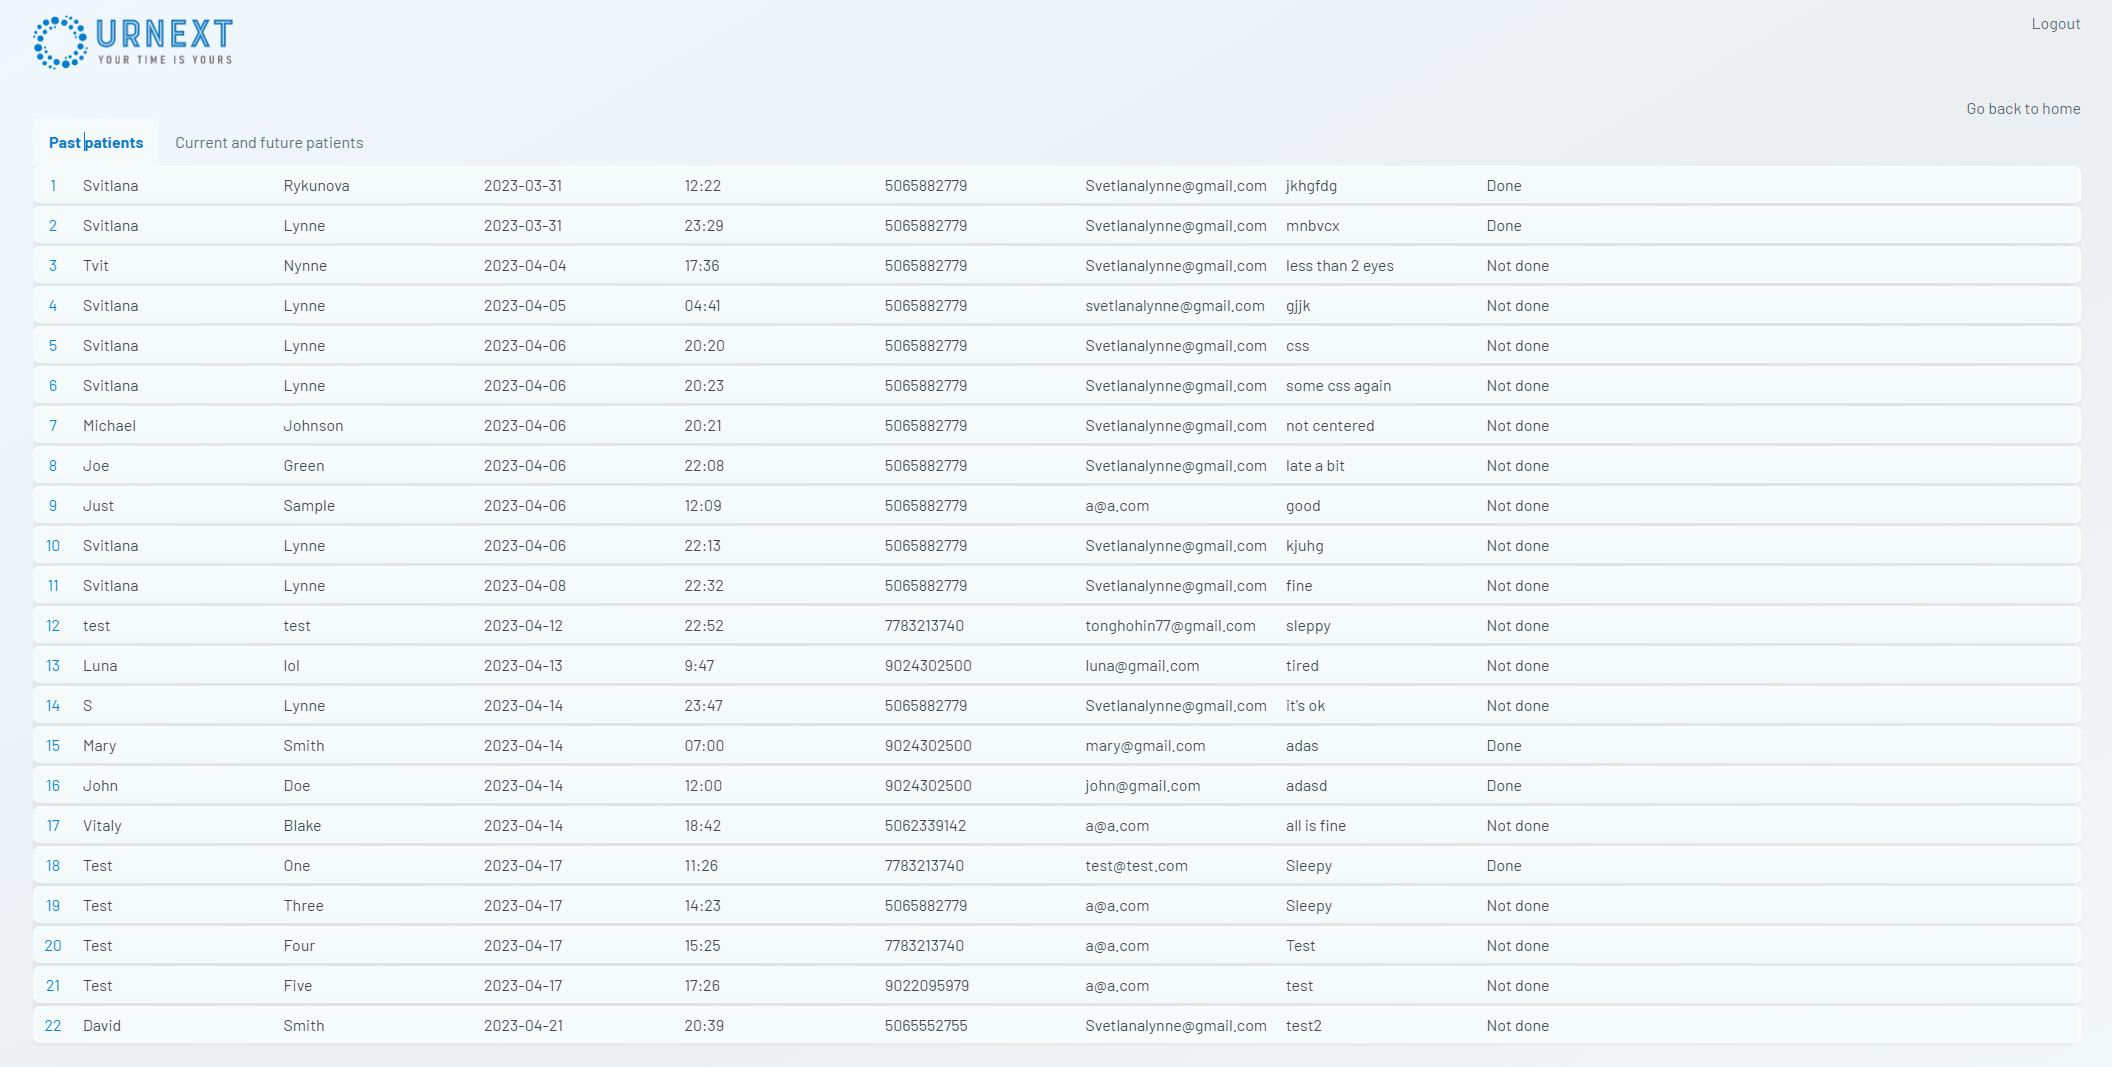 URNEXT
YOUR TIME IS YOURS
Logout
Go back to home
Past patients Current and future patients
1 Svitlana Rykunova 2023-03-31 12:22 5065882779 Svetlanalynne@gmail.com jkhgfdg Done
2 Svitlana Lynne 2023-03-31 23:29 5065882779 Svetlanalynne@gmail.com mnbvcx Done
3 Tvit Nynne 2023-04-04 17:36 5065882779 Svetlanalynne@gmail.com less than 2 eyes Not done
4 Svitlana Lynne 2023-04-05 04:41 5065882779 svetlanalynne@gmail.com gjjk Not done
5 Svitlana Lynne 2023-04-06 20:20 5065882779 Svetlanalynne@gmail.com css Not done
6 Svitlana Lynne 2023-04-06 20:23 5065882779 Svetlanalynne@gmail.com some css again Not done
7 Michael Johnson 2023-04-06 20:21 5065882779 Svetlanalynne@gmail.com not centered Not done
8 Joe Green 2023-04-06 22:08 5065882779 Svetlanalynne@gmail.com late a bit Not done
9 Just Sample 2023-04-06 12:09 5065882779 a@a.com good Not done
10 Svitlana Lynne 2023-04-06 22:13 5065882779 Svetlanalynne@gmail.com kjuhg Not done
11 Svitlana Lynne 2023-04-08 22:32 5065882779 Svetlanalynne@gmail.com fine Not done
12 test test 2023-04-12 22:52 7783213740 tonghohin77@gmail.com sleppy Not done
13 Luna lol 2023-04-13 9:47 9024302500 luna@gmail.com tired Not done
14 S Lynne 2023-04-14 23:47 5065882779 Svetlanalynne@gmail.com it's ok Not done
15 Mary Smith 2023-04-14 07:00 9024302500 mary@gmail.com adas Done
16 John Doe 2023-04-14 12:00 9024302500 john@gmail.com adasd Done
17 Vitaly Blake 2023-04-14 18:42 5062339142 a@a.com all is fine Not done
18 Test One 2023-04-17 11:26 7783213740 test@test.com Sleepy Done
19 Test Three 2023-04-17 14:23 5065882779 a@a.com Sleepy Not done
20 Test Four 2023-04-17 15:25 7783213740 a@a.com Test Not done
21 Test Five 2023-04-17 17:26 9022095979 a@a.com test Not done
22 David Smith 2023-04-21 20:39 5065552755 Svetlanalynne@gmail.com test2 Not done